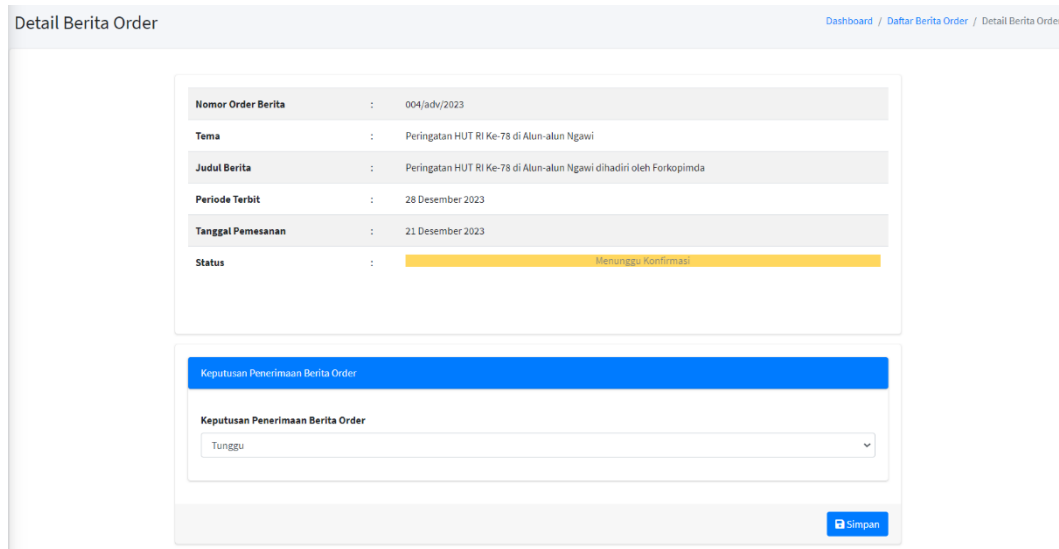 Detail Berita Order
Dashboard / Daftar Berita Order / Detail Berita Order
Nomor Order Berita : 004/adv/2023
Tema : Peringatan HUT RI Ke-78 di Alun-alun Ngawi
Judul Berita : Peringatan HUT RI Ke-78 di Alun-alun Ngawi dihadiri oleh Forkopimda
Periode Terbit : 28 Desember 2023
Tanggal Pemesanan : 21 Desember 2023
Status : Menunggu Konfirmasi
Keputusan Penerimaan Berita Order
Keputusan Penerimaan Berita Order
Tunggu
Simpan